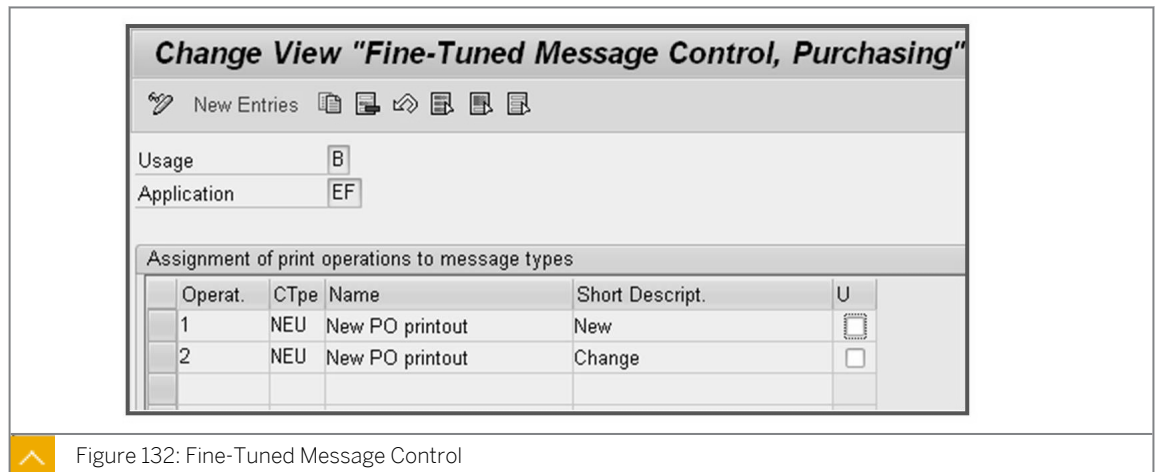 Change View "Fine-Tuned Message Control, Purchasing"
New Entries
Usage B
Application EF
Assignment of print operations to message types
Operat. CTpe Name Short Descript. U
1 NEU New PO printout New
2 NEU New PO printout Change
Figure 132: Fine-Tuned Message Control